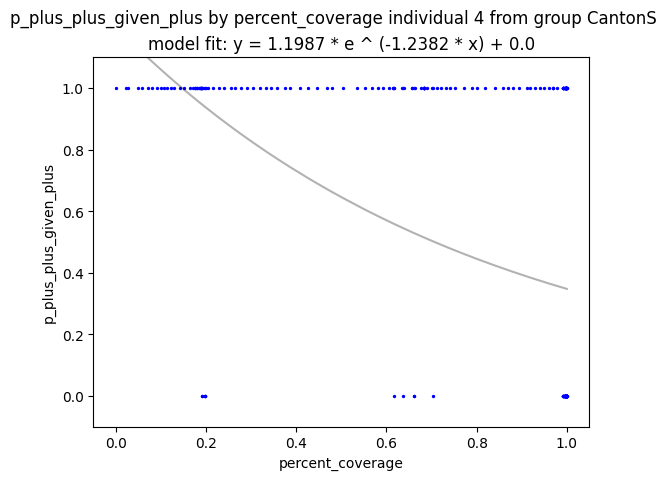 p_plus_plus_given_plus by percent_coverage individual 4 from group CantonS
model fit: y = 1.1987 * e ^ (-1.2382 * x) + 0.0
1.0
0.8
0.6
0.4
0.2
0.0
p_plus_plus_given_plus
0.0 0.2 0.4 0.6 0.8 1.0
percent_coverage